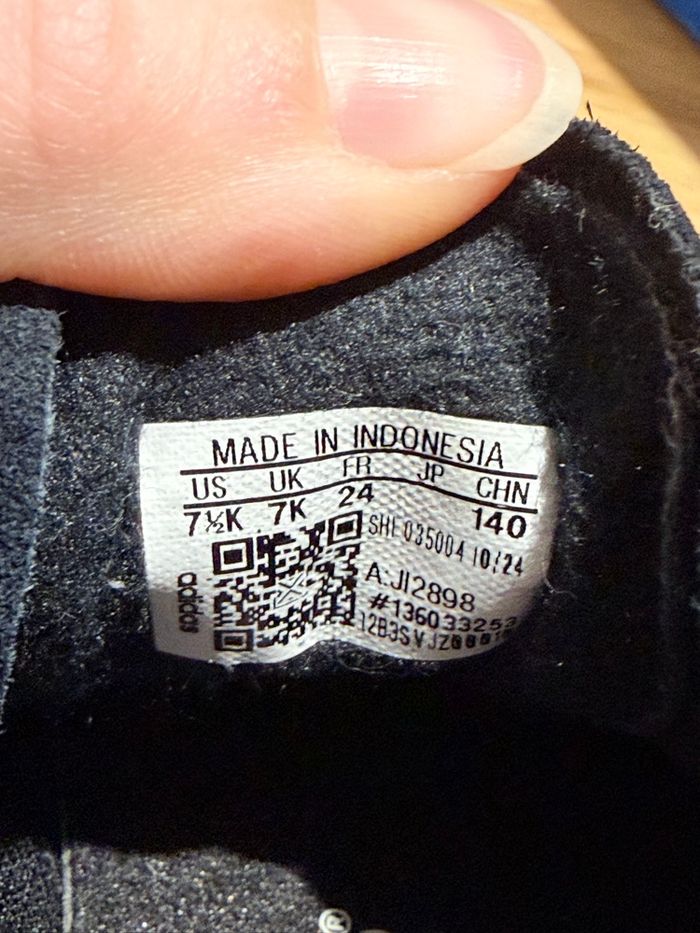 MADE IN INDONESIA
US UK FR JP CHN
7½K 7K 24 140
SHI 035004 10/24
A:JI2898
#136033253
adidas
®